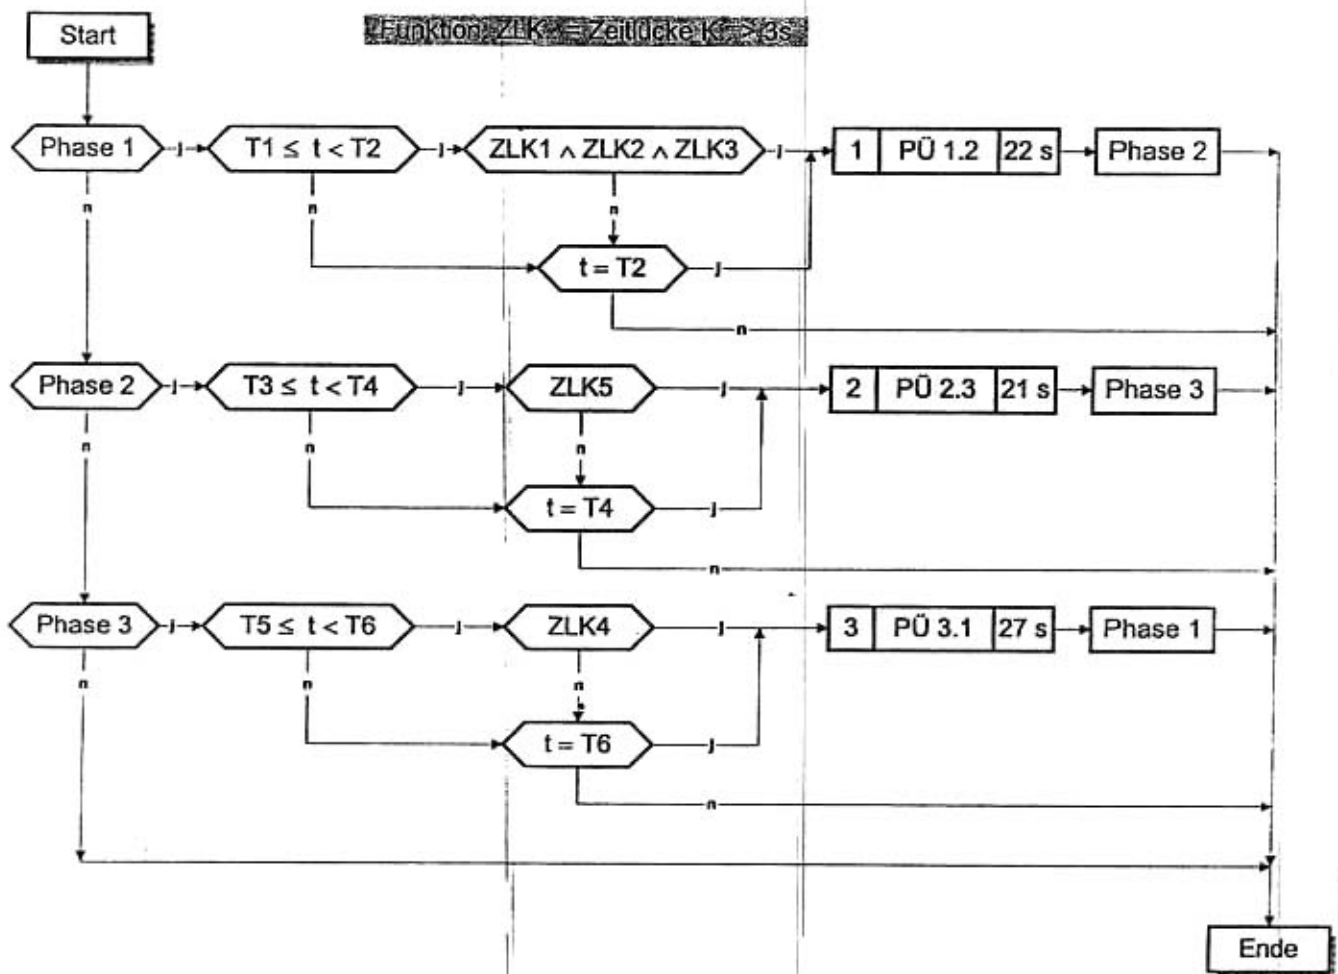 Funktion: ZLK = Zeitlücke K > 3s
Start
Phase 1 j T1 ≤ t < T2 j ZLK1 ∧ ZLK2 ∧ ZLK3 j 1 PÜ 1.2 22 s Phase 2
n n n
t = T2 j
n
Phase 2 j T3 ≤ t < T4 j ZLK5 j 2 PÜ 2.3 21 s Phase 3
n n n
t = T4 j
n
Phase 3 j T5 ≤ t < T6 j ZLK4 j 3 PÜ 3.1 27 s Phase 1
n n n
t = T6 j
n
Ende